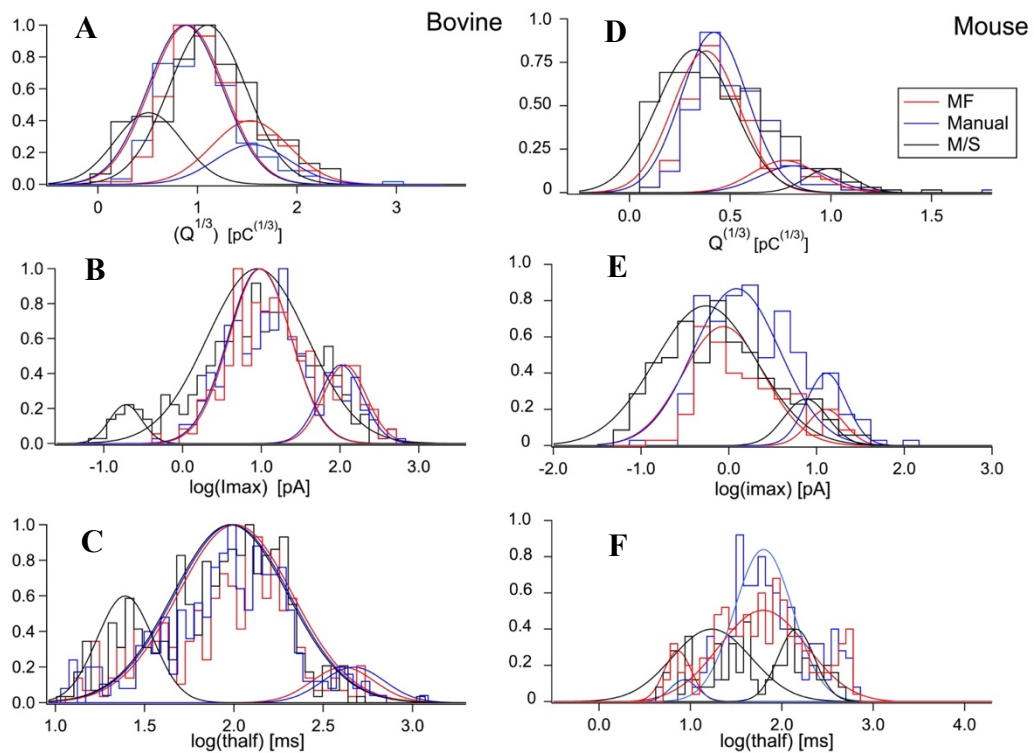 A
Bovine
1.0
0.8
0.6
0.4
0.2
0.0
0 1 2 3
(Q^1/3) [pC^(1/3)]
D
Mouse
1.0
0.75
0.50
0.25
0
0.0 0.5 1.0 1.5
Q^(1/3) [pC^(1/3)]
MF
Manual
M/S
B
1.0
0.8
0.6
0.4
0.2
0.0
-1.0 0.0 1.0 2.0 3.0
log(Imax) [pA]
E
1.0
0.8
0.6
0.4
0.2
0
-2.0 -1.0 0.0 1.0 2.0 3.0
log(imax) [pA]
C
1.0
0.8
0.6
0.4
0.2
0.0
1.0 1.5 2.0 2.5 3.0
log(thalf) [ms]
F
1.0
0.8
0.6
0.4
0.2
0.0
0.0 1.0 2.0 3.0 4.0
log(thalf) [ms]